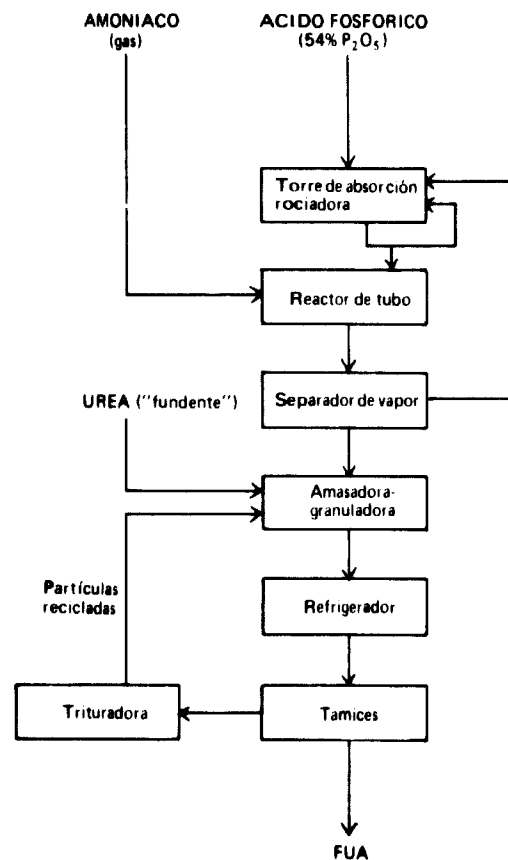 AMONIACO
(gas)
ACIDO FOSFORICO
(54% P₂O₅)
Torre de absorción
rociadora
Reactor de tubo
Separador de vapor
UREA ("fundente")
Amasadora-
granuladora
Partículas
recicladas
Refrigerador
Trituradora
Tamices
FUA